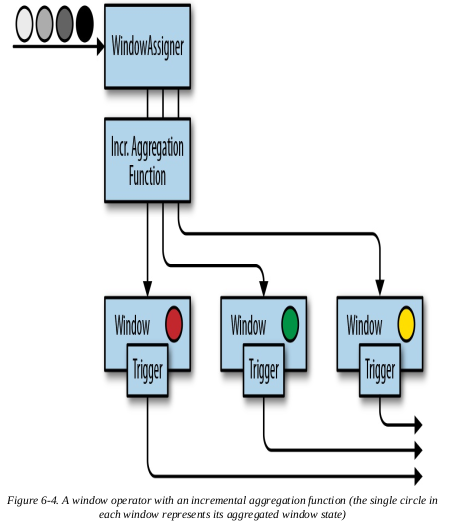 WindowAssigner
Incr. Aggregation
Function
Window
Window
Window
Trigger
Trigger
Trigger
Figure 6-4. A window operator with an incremental aggregation function (the single circle in
each window represents its aggregated window state)